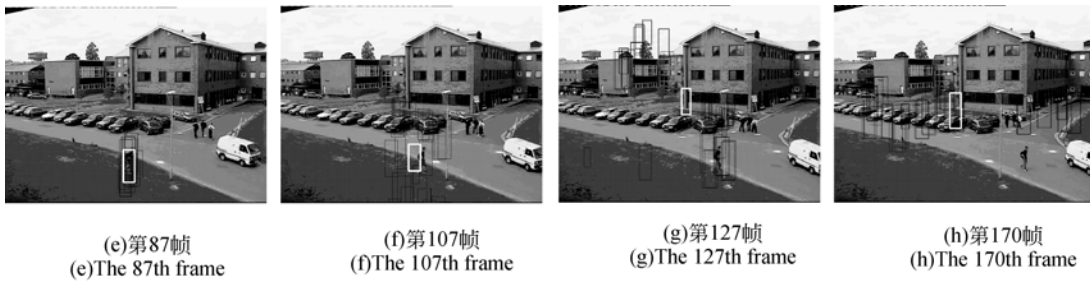 (e)第87帧
(e)The 87th frame
(f)第107帧
(f)The 107th frame
(g)第127帧
(g)The 127th frame
(h)第170帧
(h)The 170th frame